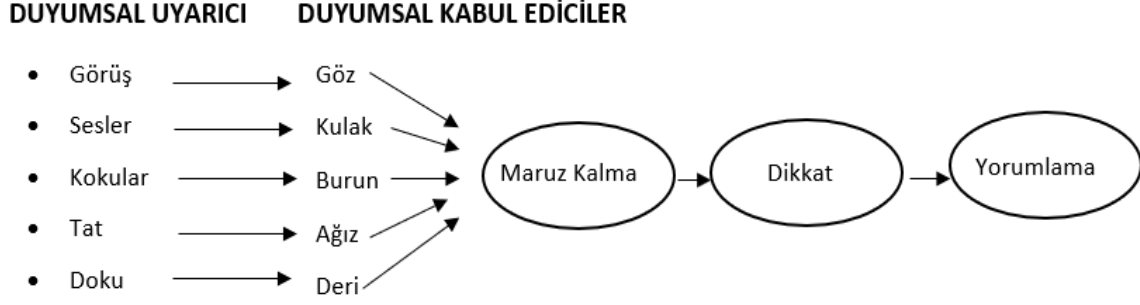 DUYUMSAL UYARICI DUYUMSAL KABUL EDİCİLER
• Görüş Göz
• Sesler Kulak
• Kokular Burun
• Tat Ağız
• Doku Deri
Maruz Kalma Dikkat Yorumlama